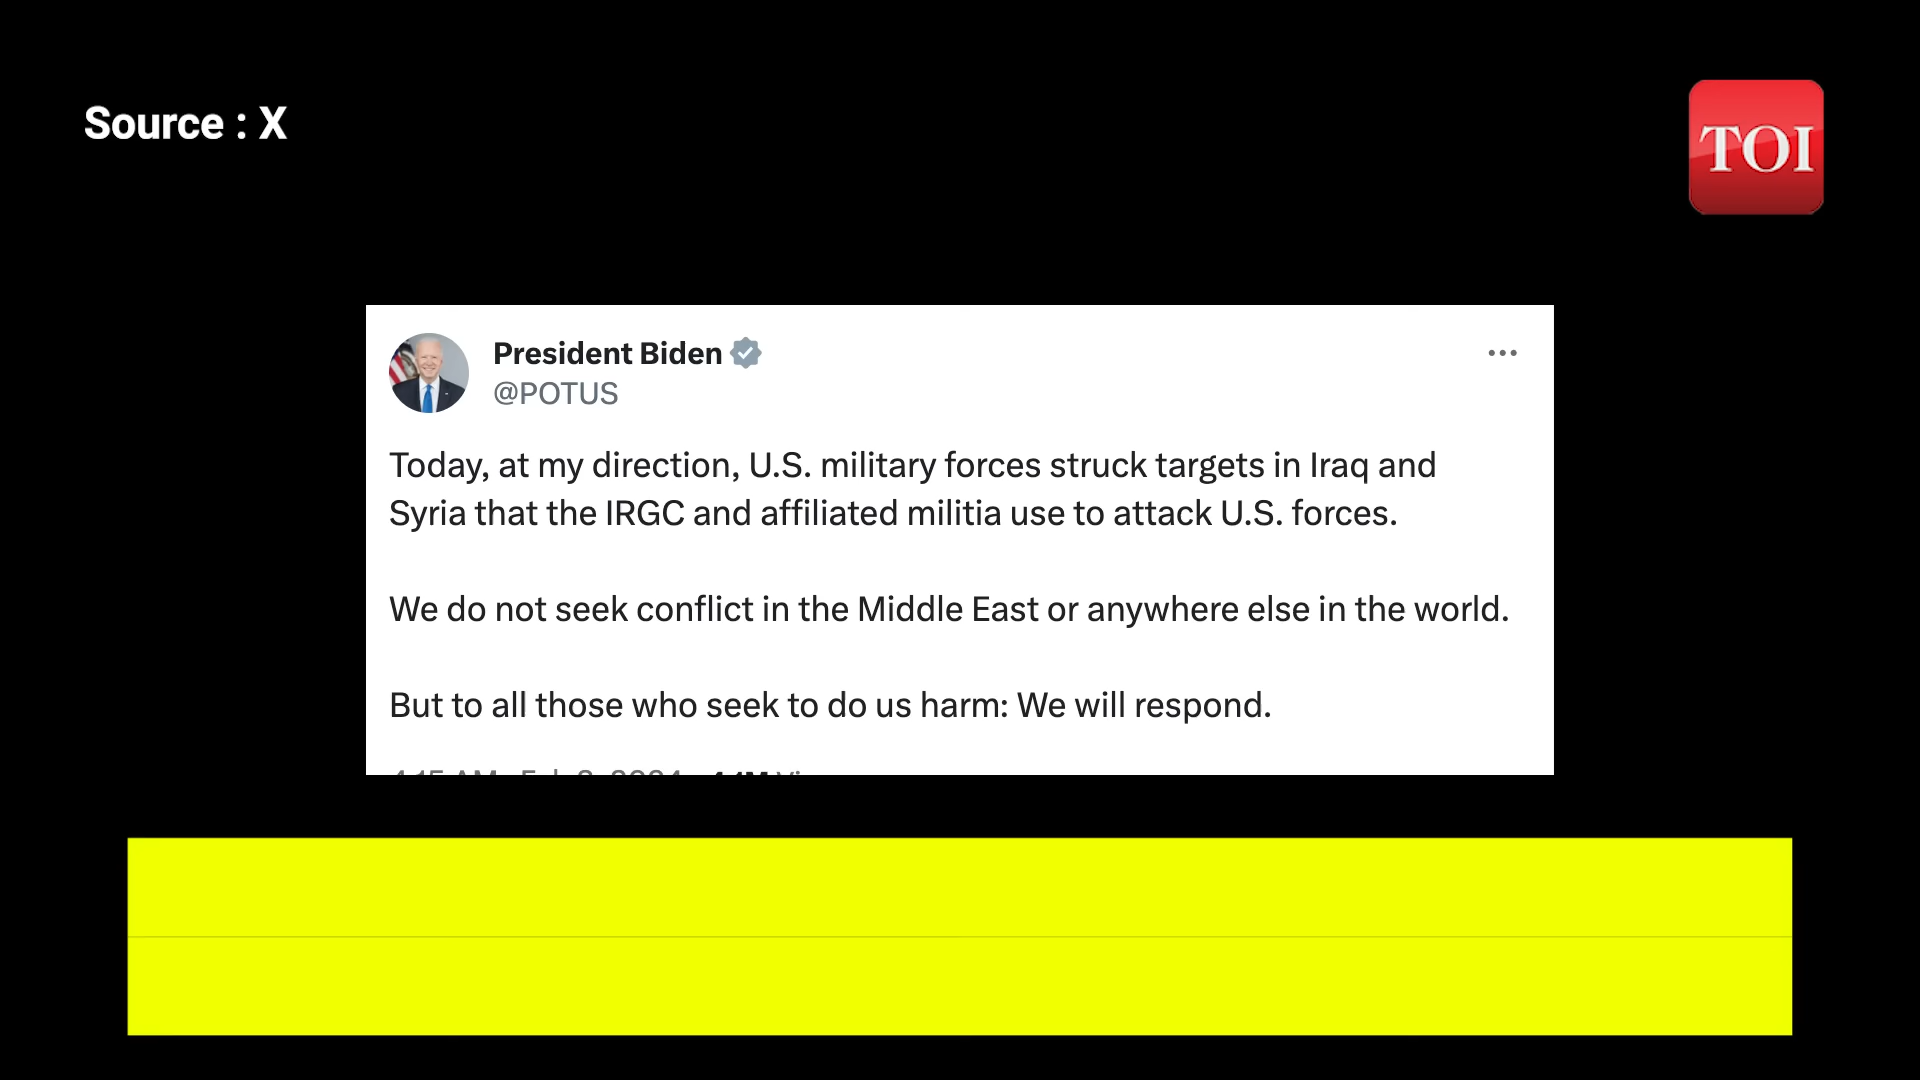 Source : X
TOI
President Biden
@POTUS
Today, at my direction, U.S. military forces struck targets in Iraq and
Syria that the IRGC and affiliated militia use to attack U.S. forces.
We do not seek conflict in the Middle East or anywhere else in the world.
But to all those who seek to do us harm: We will respond.